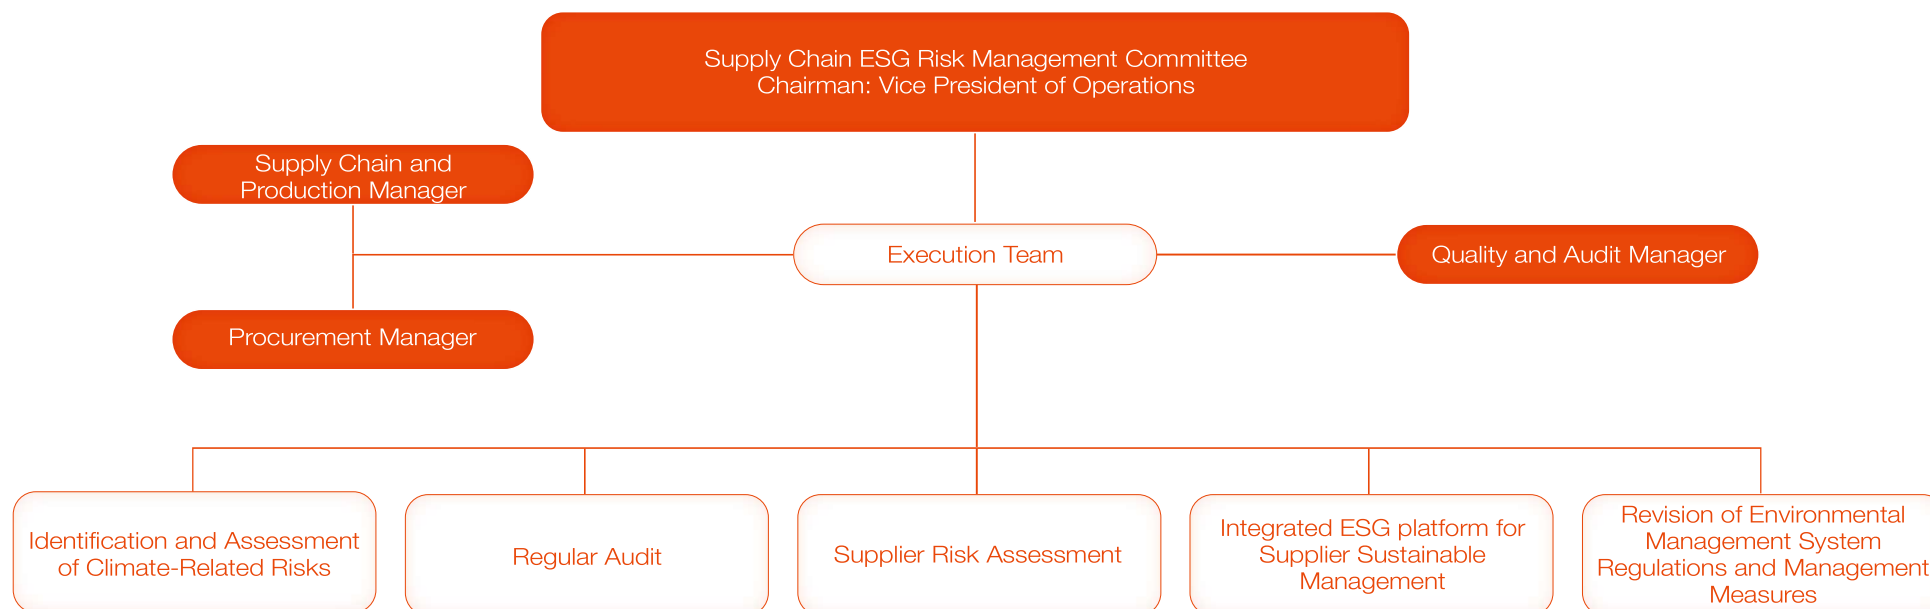 Supply Chain ESG Risk Management Committee
Chairman: Vice President of Operations
Supply Chain and
Production Manager
Execution Team
Quality and Audit Manager
Procurement Manager
Identification and Assessment
of Climate-Related Risks
Regular Audit
Supplier Risk Assessment
Integrated ESG platform for
Supplier Sustainable
Management
Revision of Environmental
Management System
Regulations and Management
Measures